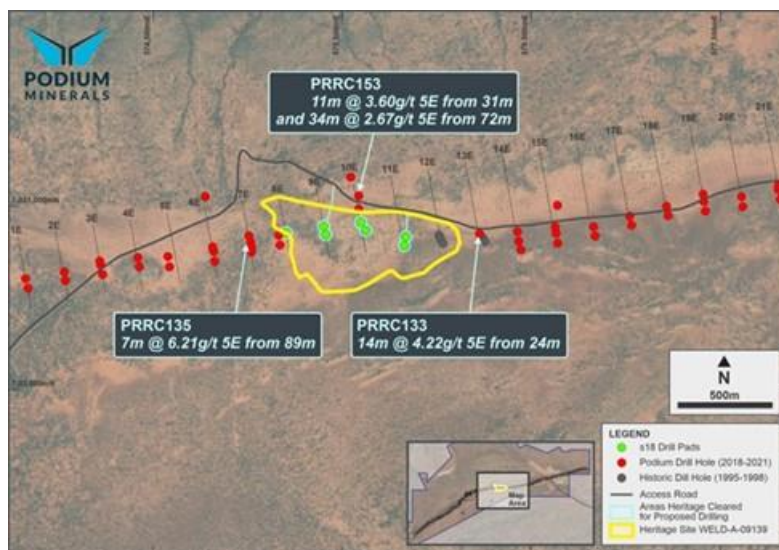 PODIUM
MINERALS
PRRC153
11m @ 3.60g/t 5E from 31m
and 34m @ 2.67g/t 5E from 72m
1E
2E
3E
4E
5E
6E
7E
8E
9E
10E
11E
12E
13E
14E
15E
16E
17E
18E
19E
20E
21E
PRRC135
7m @ 6.21g/t 5E from 89m
PRRC133
14m @ 4.22g/t 5E from 24m
N
500m
Map
Area
LEGEND
s18 Drill Pads
Podium Drill Hole (2018-2021)
Historic Dill Hole (1995-1998)
Access Road
Areas Heritage Cleared
for Proposed Drilling
Heritage Site WELD-A-09139